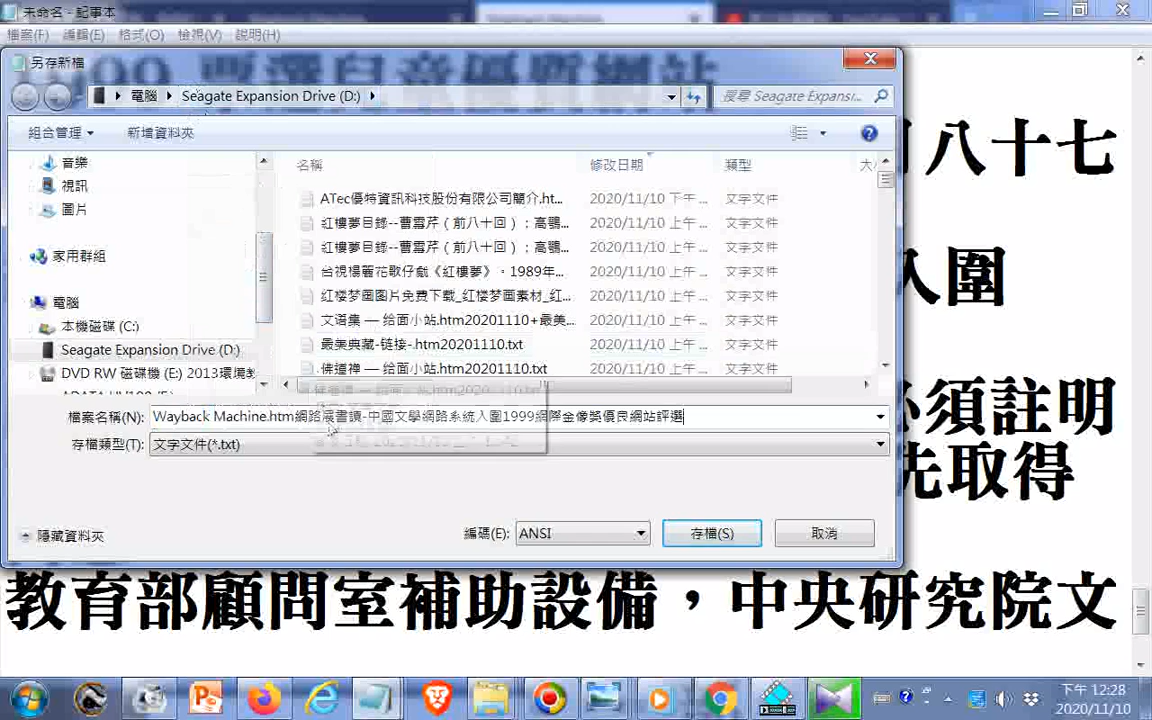 未命名 - 記事本
檔案(F) 編輯(E) 格式(O) 檢視(V) 說明(H)
另存新檔
電腦 Seagate Expansion Drive (D:) 搜尋 Seagate Expansi...
組合管理 新增資料夾
音樂
視訊
圖片
家用群組
電腦
本機磁碟 (C:)
Seagate Expansion Drive (D:)
DVD RW 磁碟機 (E:) 2013環境
名稱 修改日期 類型 大
ATec優特資訊科技股份有限公司簡介.ht... 2020/11/10 下午 ... 文字文件
紅樓夢目錄--曹雪芹（前八十回）；高鶚... 2020/11/10 上午 ... 文字文件
紅樓夢目錄--曹雪芹（前八十回）；高鶚... 2020/11/10 上午 ... 文字文件
台視楊麗花歌仔戲《紅樓夢》。1989年... 2020/11/10 上午 ... 文字文件
红楼梦画图片免费下载_红楼梦画素材_红... 2020/11/10 上午 ... 文字文件
文谱集 — 给面小站.htm20201110+最美... 2020/11/10 上午 ... 文字文件
最美典藏-链接-.htm20201110.txt 2020/11/10 上午 ... 文字文件
佛道禅 — 给面小站.htm20201110.txt 2020/11/10 上午 ... 文字文件
檔案名稱(N): Wayback Machine.htm網路展書讀-中國文學網路系統入圍1999網際金像獎優良網站評選
存檔類型(T): 文字文件(*.txt)
隱藏資料夾 編碼(E): ANSI 存檔(S) 取消
八十七
入圍
必須註明
先取得
教育部顧問室補助設備，中央研究院文
下午 12:28
2020/11/10